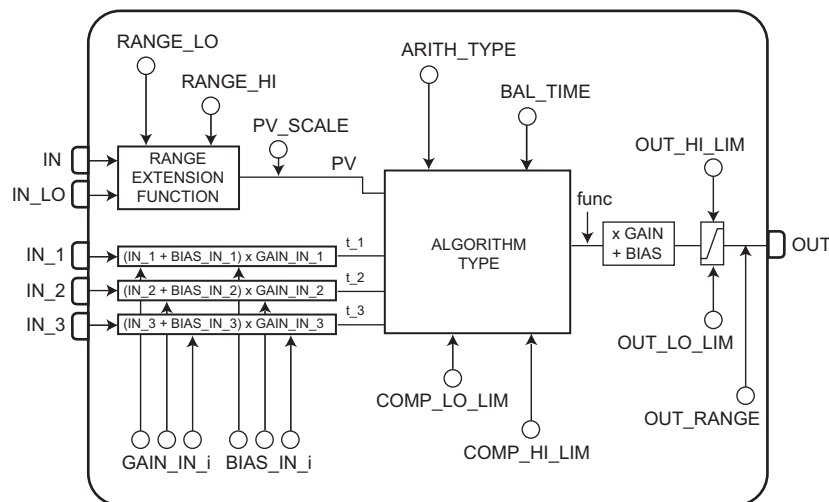 RANGE_LO
RANGE_HI
PV_SCALE
ARITH_TYPE
BAL_TIME
OUT_HI_LIM
IN
IN_LO
RANGE
EXTENSION
FUNCTION
PV
func
IN_1
(IN_1 + BIAS_IN_1) x GAIN_IN_1
t_1
IN_2
(IN_2 + BIAS_IN_2) x GAIN_IN_2
t_2
IN_3
(IN_3 + BIAS_IN_3) x GAIN_IN_3
t_3
ALGORITHM
TYPE
x GAIN
+ BIAS
OUT
OUT_LO_LIM
COMP_LO_LIM
OUT_RANGE
GAIN_IN_i
BIAS_IN_i
COMP_HI_LIM